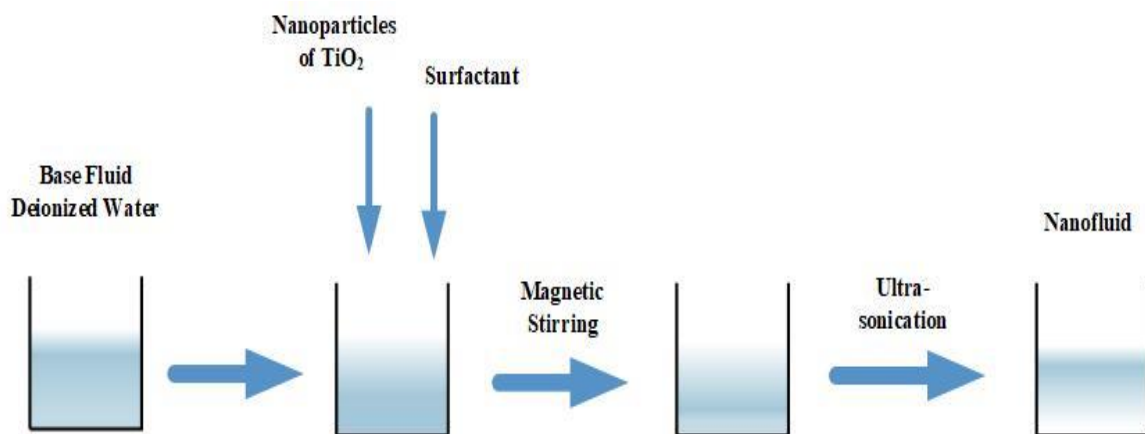 Nanoparticles
of TiO₂
Surfactant
Base Fluid
Deionized Water
Magnetic
Stirring
Ultra-
sonication
Nanofluid